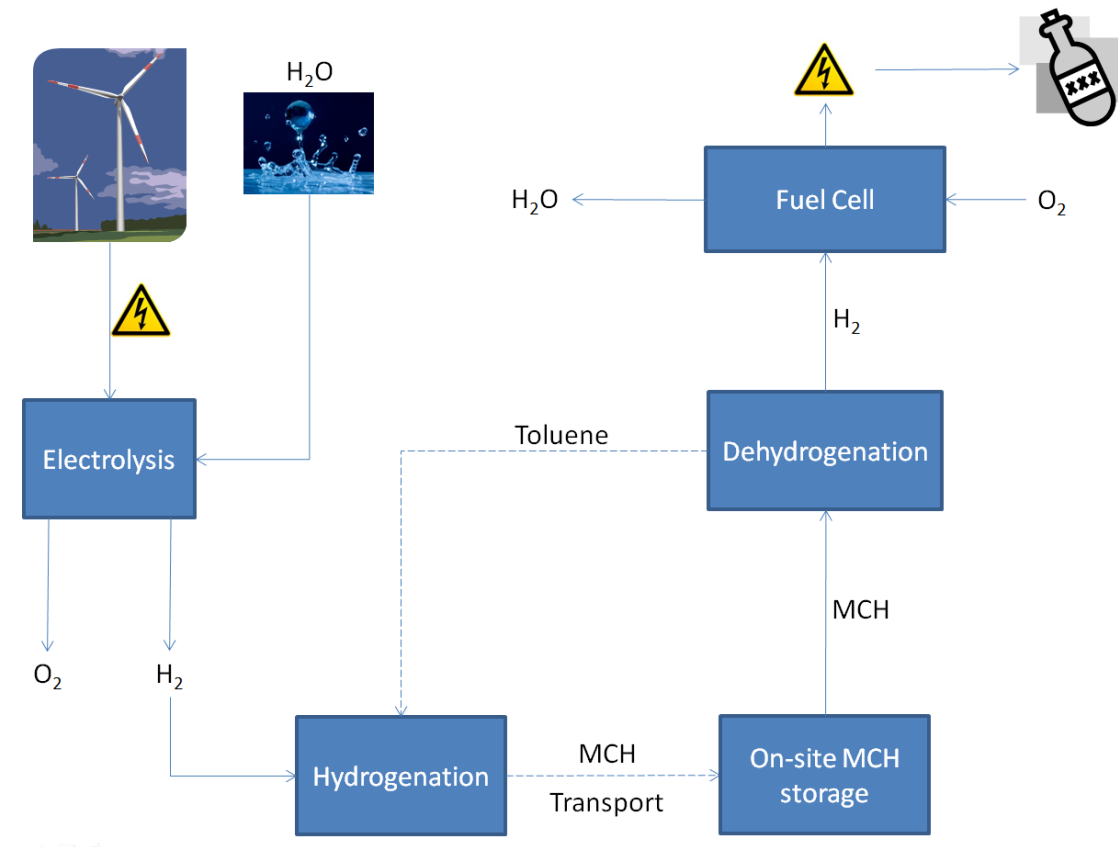 H₂O
H₂O
Fuel Cell
O₂
H₂
Electrolysis
Toluene
Dehydrogenation
MCH
O₂
H₂
Hydrogenation
MCH
Transport
On-site MCH
storage
xxx